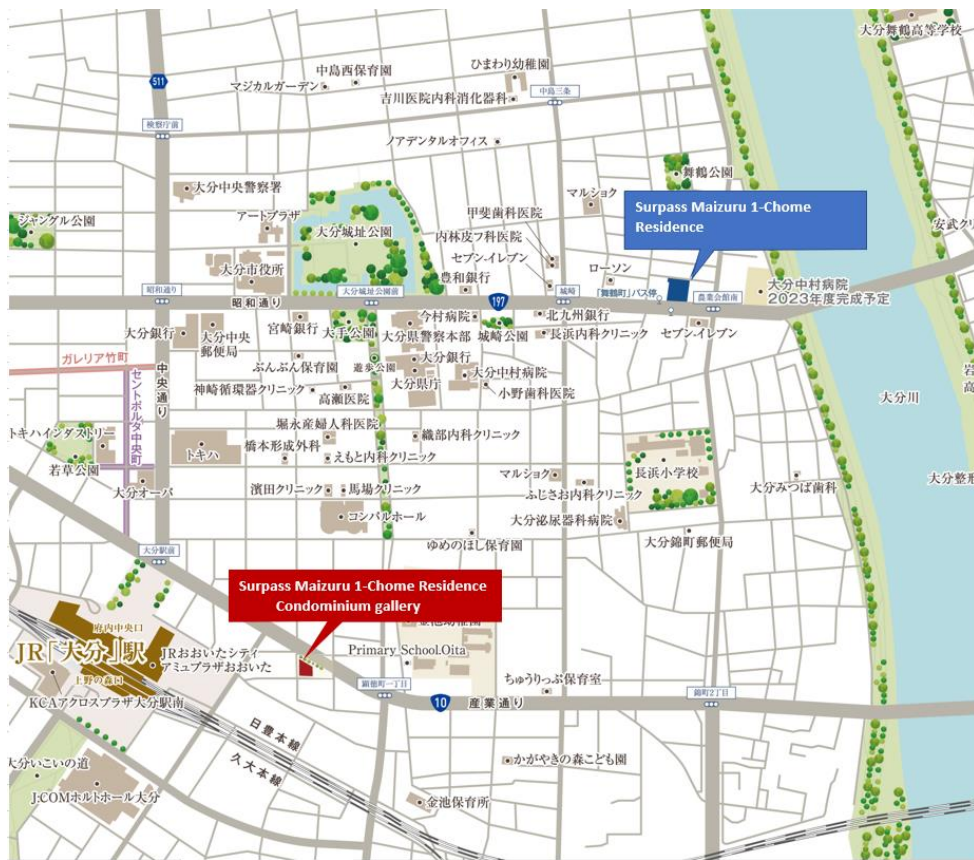 大分舞鶴高等学校
ひまわり幼稚園
中島西保育園
マジカルガーデン
511
吉川医院内科消化器科
中島三条
検察庁前
ノアデンタルオフィス
舞鶴公園
大分中央警察署
マルショク
Surpass Maizuru 1-Chome
Residence
ジャングル公園
アートプラザ
大分城址公園
甲斐歯科医院
内林皮フ科医院
安武クリ
大分市役所
セブン-イレブン
ローソン
大分中村病院
2023年度完成予定
昭和通り
昭和通り
大分城址公園前
豊和銀行
197
城崎
「舞鶴町」バス停
農業会館南
宮崎銀行
大手公園
今村病院
北九州銀行
大分銀行
大分中央
郵便局
大分県警察本部
城崎公園
長浜内科クリニック
セブン-イレブン
ガレリア竹町
中央通り
ぶんぶん保育園
遊歩公園
大分銀行
大分中村病院
大分県庁
小野歯科医院
神崎循環器クリニック
高瀬医院
大分川
セントポルタ中央町
トキハインダストリー
堀永産婦人科医院
織部内科クリニック
トキハ
橋本形成外科
えもと内科クリニック
若草公園
マルショク
長浜小学校
大分オーパ
濱田クリニック
馬場クリニック
ふじさお内科クリニック
大分みつば歯科
大分整形
コンパルホール
大分泌尿器科病院
大分錦町郵便局
ゆめのほし保育園
大分駅前
Surpass Maizuru 1-Chome Residence
Condominium gallery
府内中央口
JR「大分」駅
JRおおいたシティ
アミュプラザおおいた
Primary School.Oita
上野の森口
KCAアクロスプラザ大分駅南
顕徳町一丁目
10
産業通り
ちゅうりっぷ保育室
錦町2丁目
日豊本線
久大本線
かがやきの森こども園
大分いこいの道
J:COMホルトホール大分
金池保育所